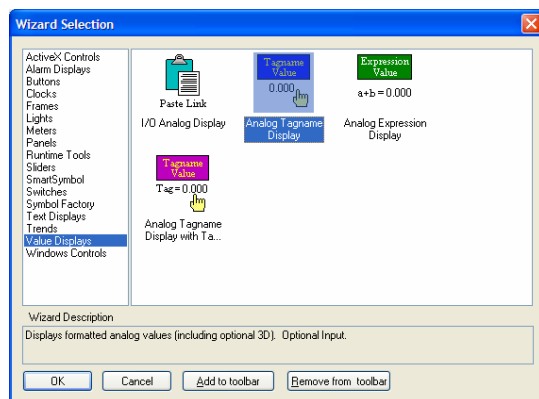 Wizard Selection
ActiveX Controls
Alarm Displays
Buttons
Clocks
Frames
Lights
Meters
Panels
Runtime Tools
Sliders
SmartSymbol
Switches
Symbol Factory
Text Displays
Trends
Value Displays
Windows Controls
Paste Link
I/O Analog Display
Tagname
Value
0.000
Analog Tagname
Display
Expression
Value
a+b = 0.000
Analog Expression
Display
Tagname
Value
Tag = 0.000
Analog Tagname
Display with Ta...
Wizard Description
Displays formatted analog values (including optional 3D). Optional Input.
OK
Cancel
Add to toolbar
Remove from toolbar